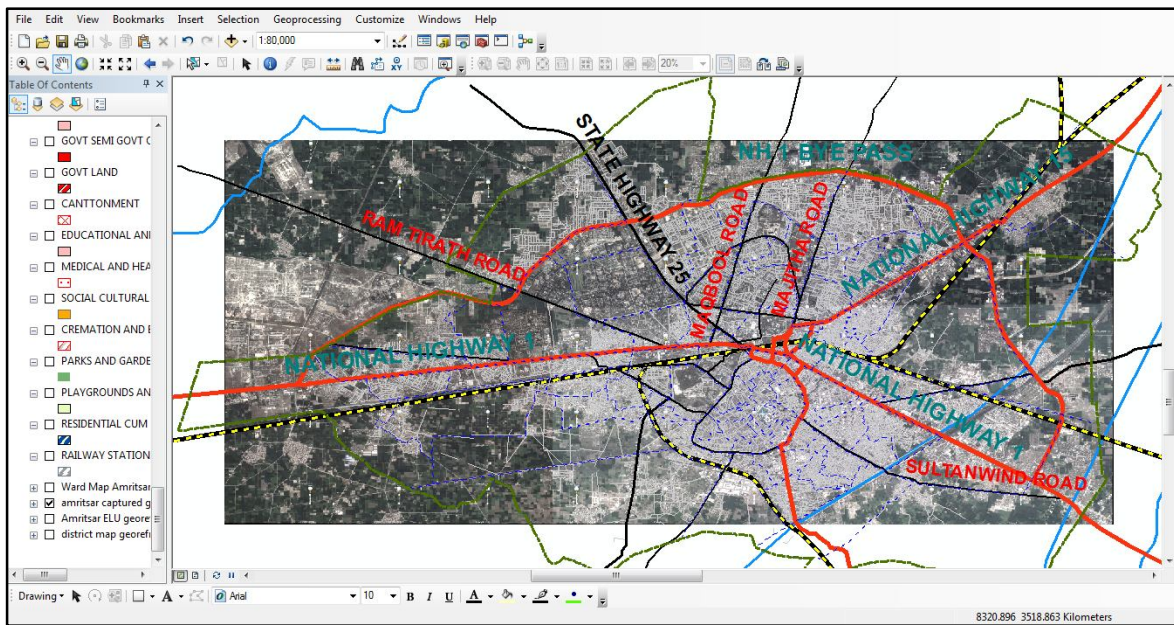 File Edit View Bookmarks Insert Selection Geoprocessing Customize Windows Help
1:80,000
20%
Table Of Contents
GOVT SEMI GOVT
GOVT LAND
CANTTONMENT
EDUCATIONAL AN
MEDICAL AND HEA
SOCIAL CULTURAL
CREMATION AND
PARKS AND GARDE
PLAYGROUNDS AN
RESIDENTIAL CUM
RAILWAY STATION
Ward Map Amritsar
amritsar captured g
Amritsar ELU georef
district map georef
STATE HIGHWAY 25
NH 1 BYE PASS
RAM TIRATH ROAD
MAQBOOL ROAD
MAJITHA ROAD
NATIONAL HIGHWAY 15
NATIONAL HIGHWAY 1
NATIONAL HIGHWAY 1
SULTANWIND ROAD
Drawing Arial 10 B I U A
8320.896 3518.863 Kilometers